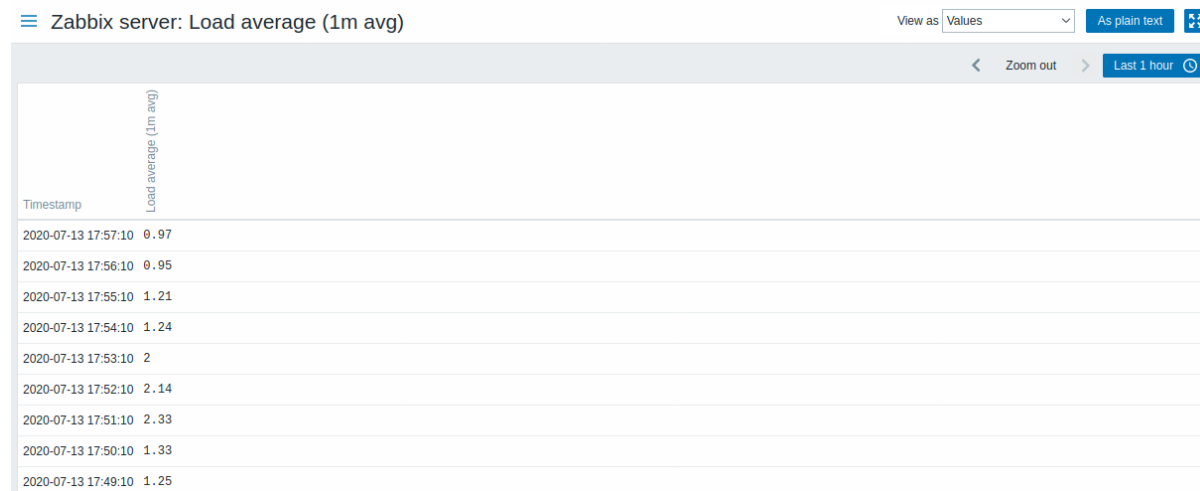 Zabbix server: Load average (1m avg)
View as Values
As plain text
Zoom out
Last 1 hour
Timestamp
Load average (1m avg)
2020-07-13 17:57:10 0.97
2020-07-13 17:56:10 0.95
2020-07-13 17:55:10 1.21
2020-07-13 17:54:10 1.24
2020-07-13 17:53:10 2
2020-07-13 17:52:10 2.14
2020-07-13 17:51:10 2.33
2020-07-13 17:50:10 1.33
2020-07-13 17:49:10 1.25